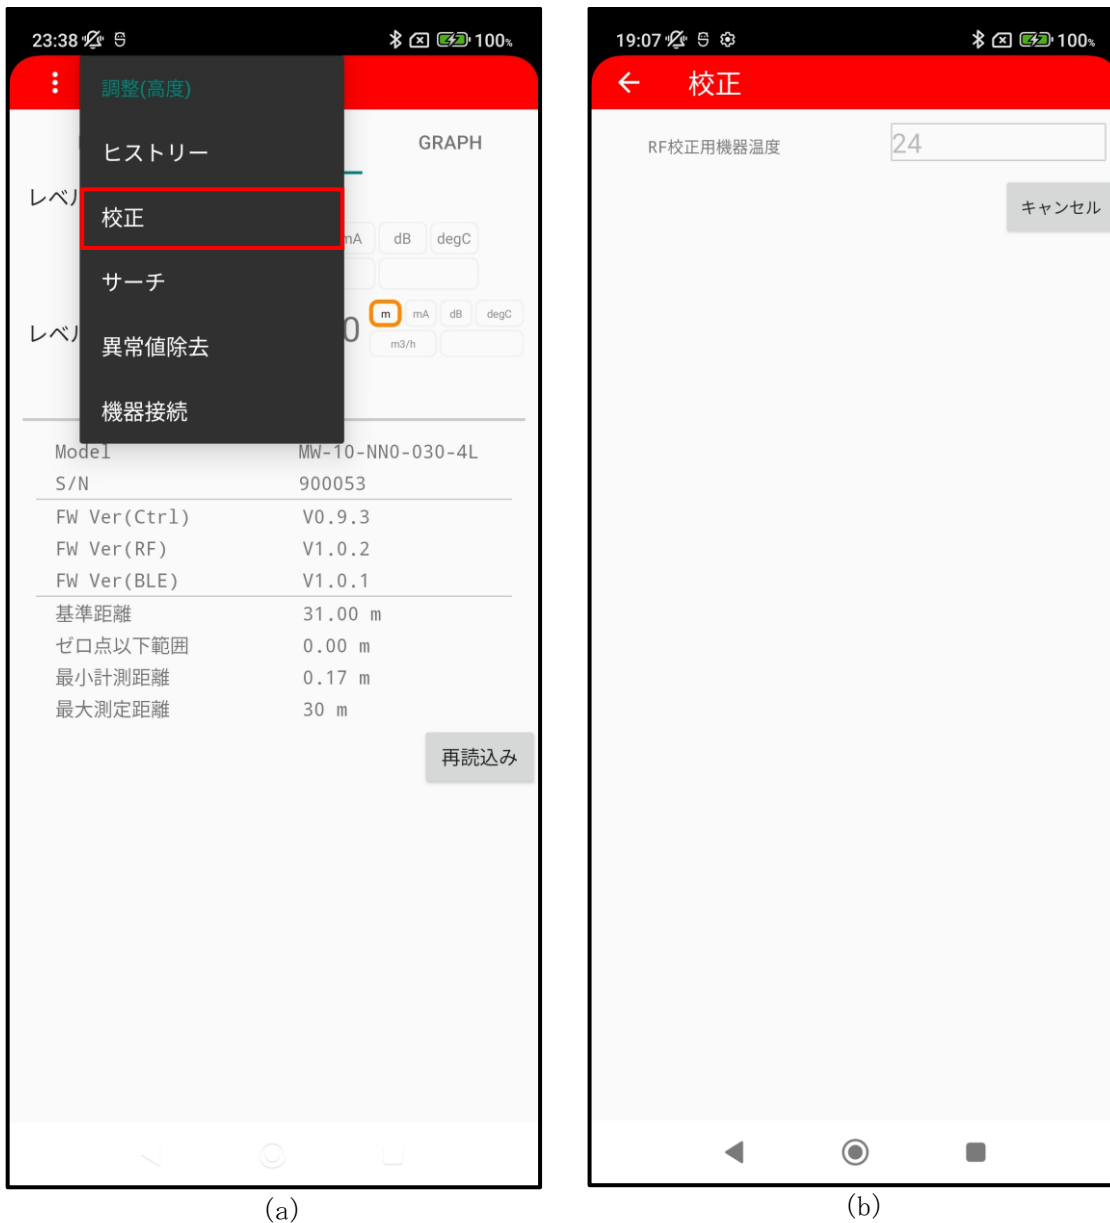 23:38 100%
調整(高度)
ヒストリー
GRAPH
レベル
校正
mA dB degC
サーチ
m mA dB degC
レベル 0
m3/h
異常値除去
機器接続
Model MW-10-NN0-030-4L
S/N 900053
FW Ver(Ctrl) V0.9.3
FW Ver(RF) V1.0.2
FW Ver(BLE) V1.0.1
基準距離 31.00 m
ゼロ点以下範囲 0.00 m
最小計測距離 0.17 m
最大測定距離 30 m
再読込み
(a)
19:07 100%
校正
RF校正用機器温度 24
キャンセル
(b)